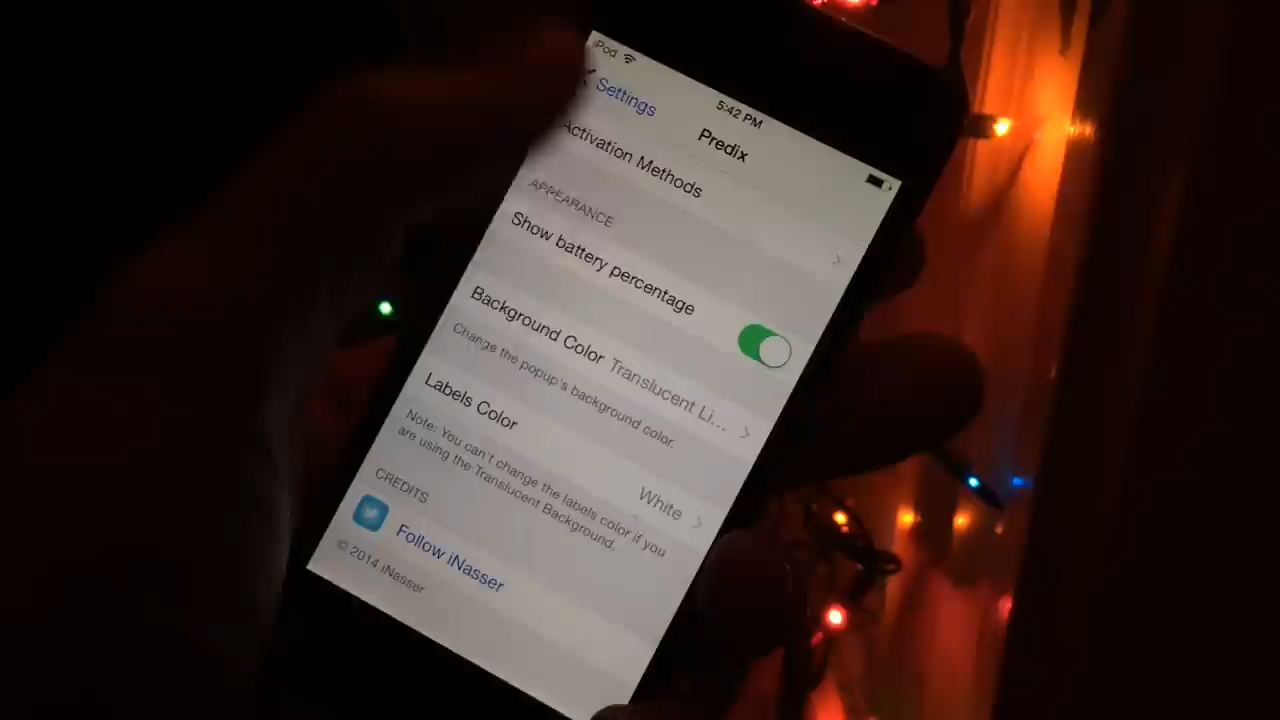 iPod
5:42 PM
Settings
Predix
Activation Methods
APPEARANCE
Show battery percentage
Background Color Translucent Li...
Change the popup's background color.
Labels Color White
Note: You can't change the labels color if you
are using the Translucent Background.
CREDITS
Follow iNasser
© 2014 iNasser